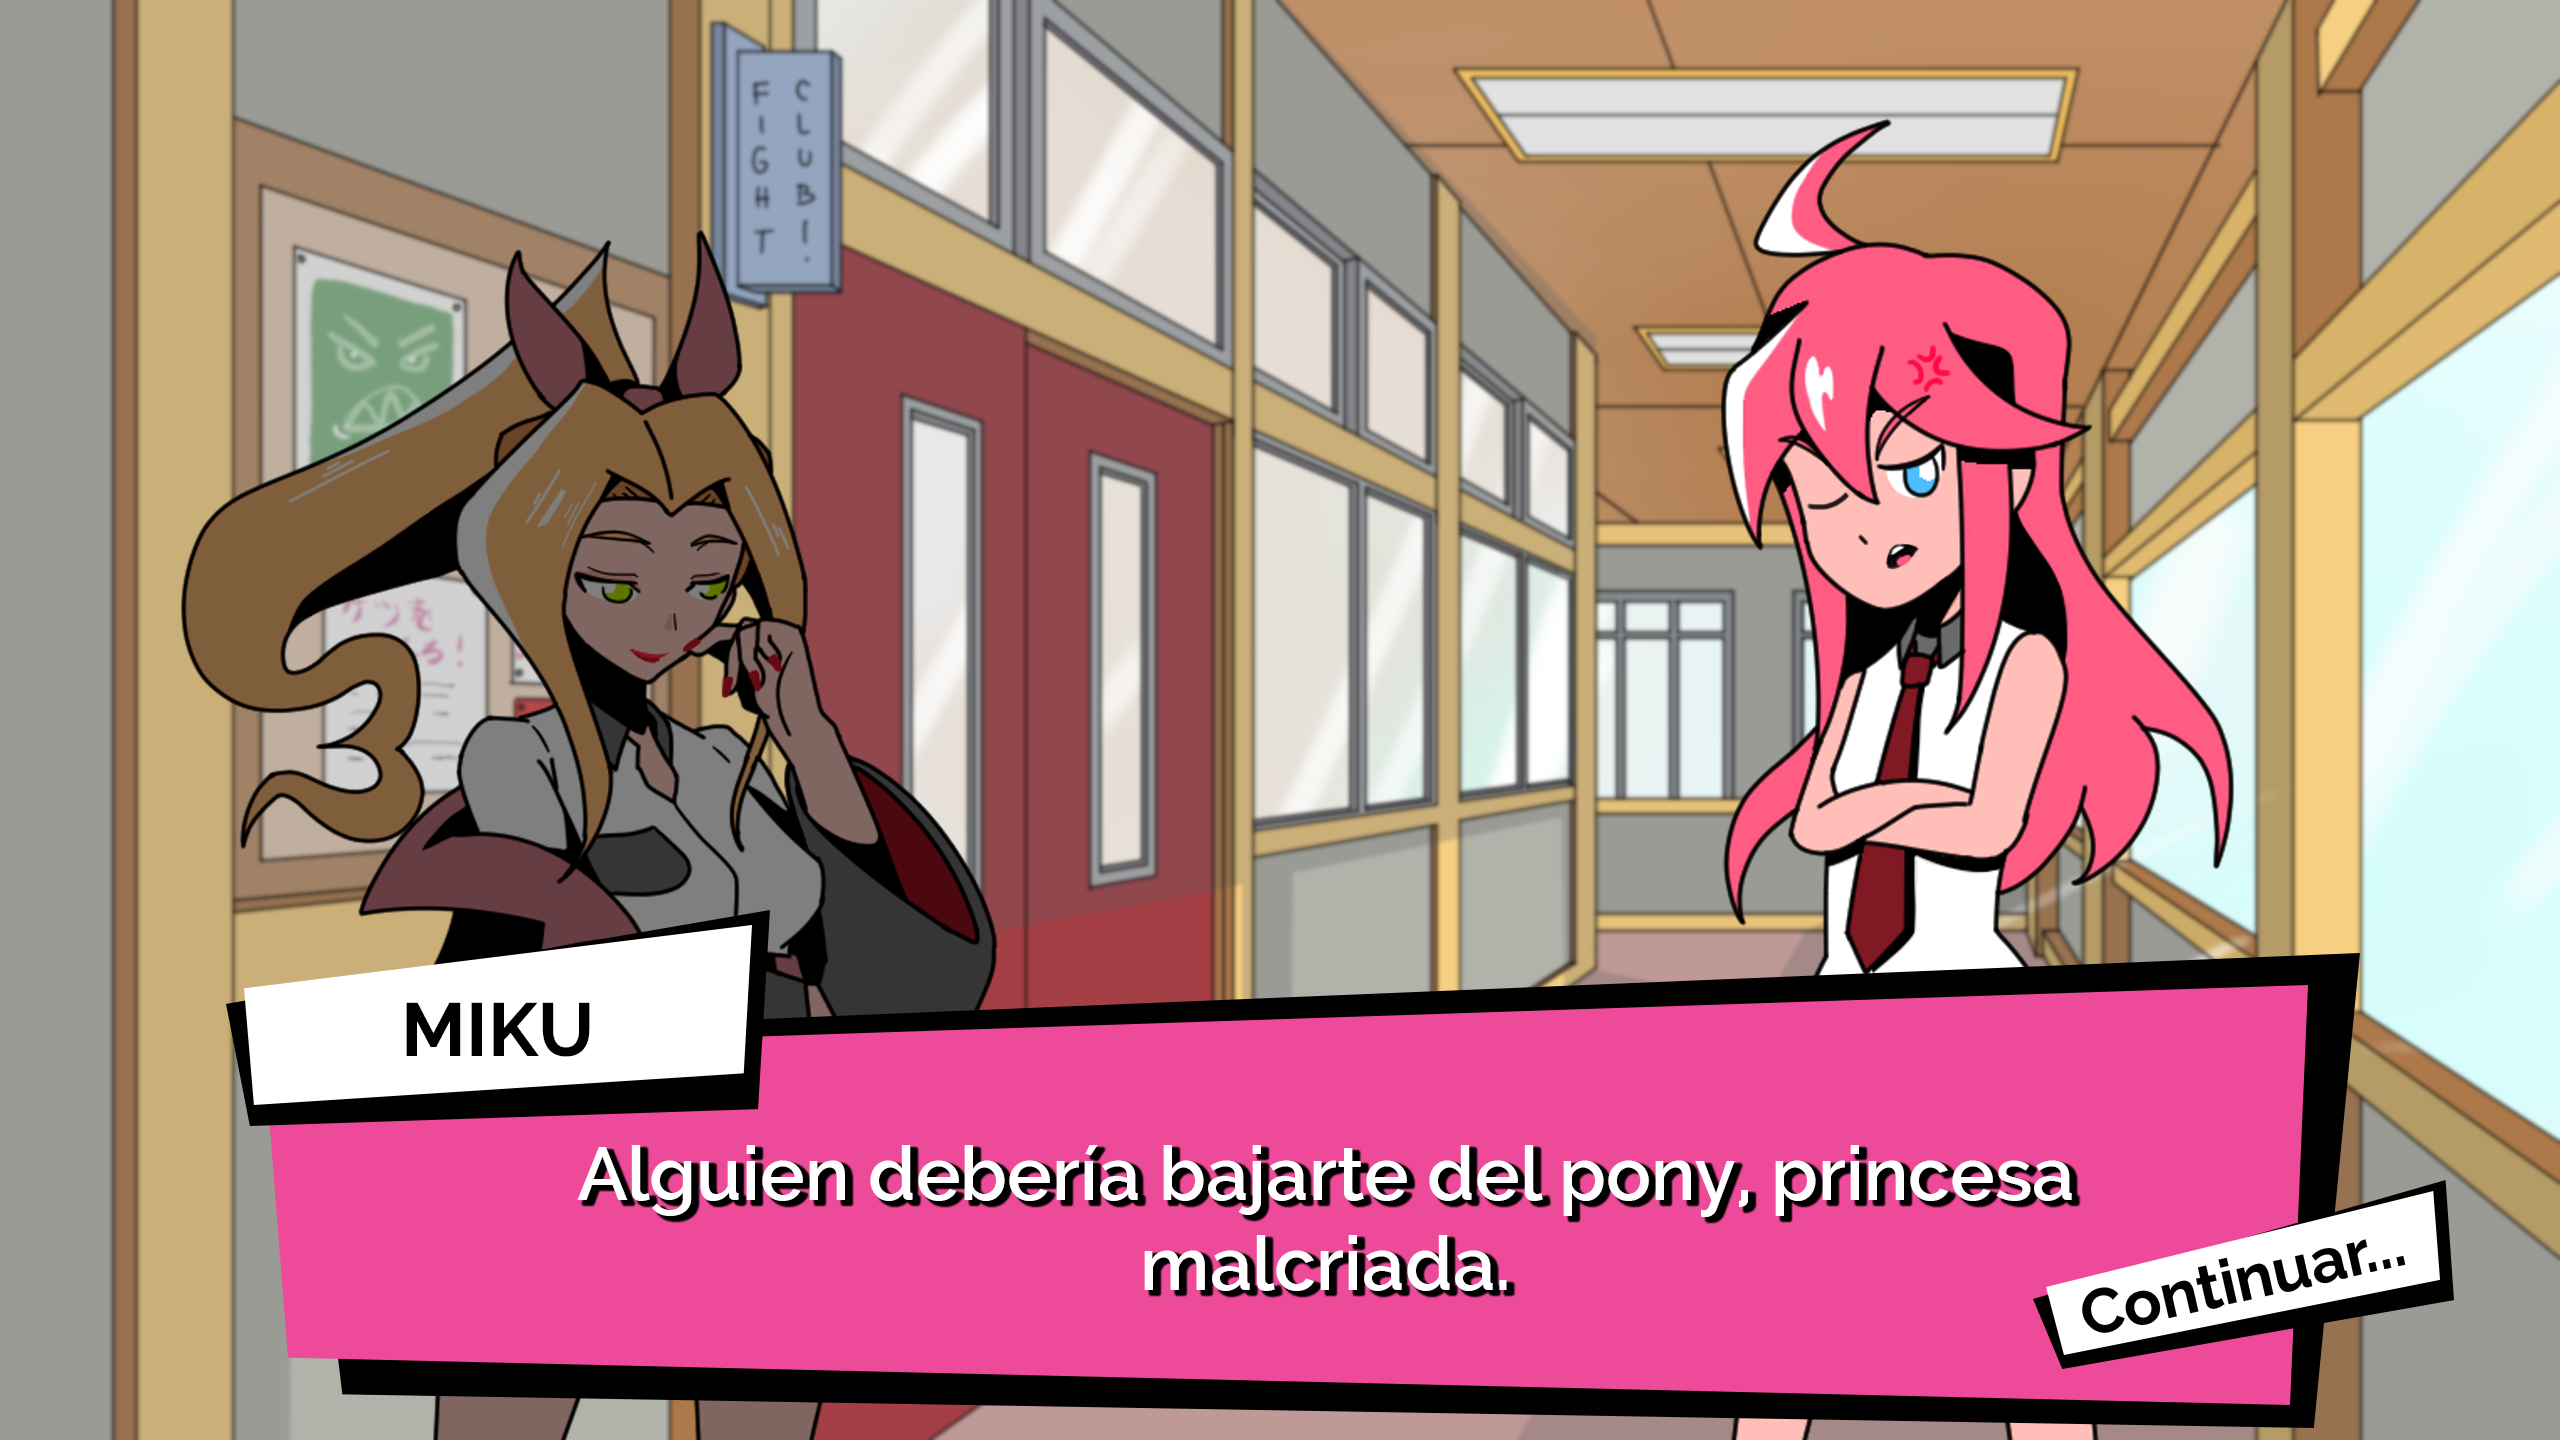 FIGHT
CLUB!
MIKU
Alguien debería bajarte del pony, princesa
malcriada.
Continuar...